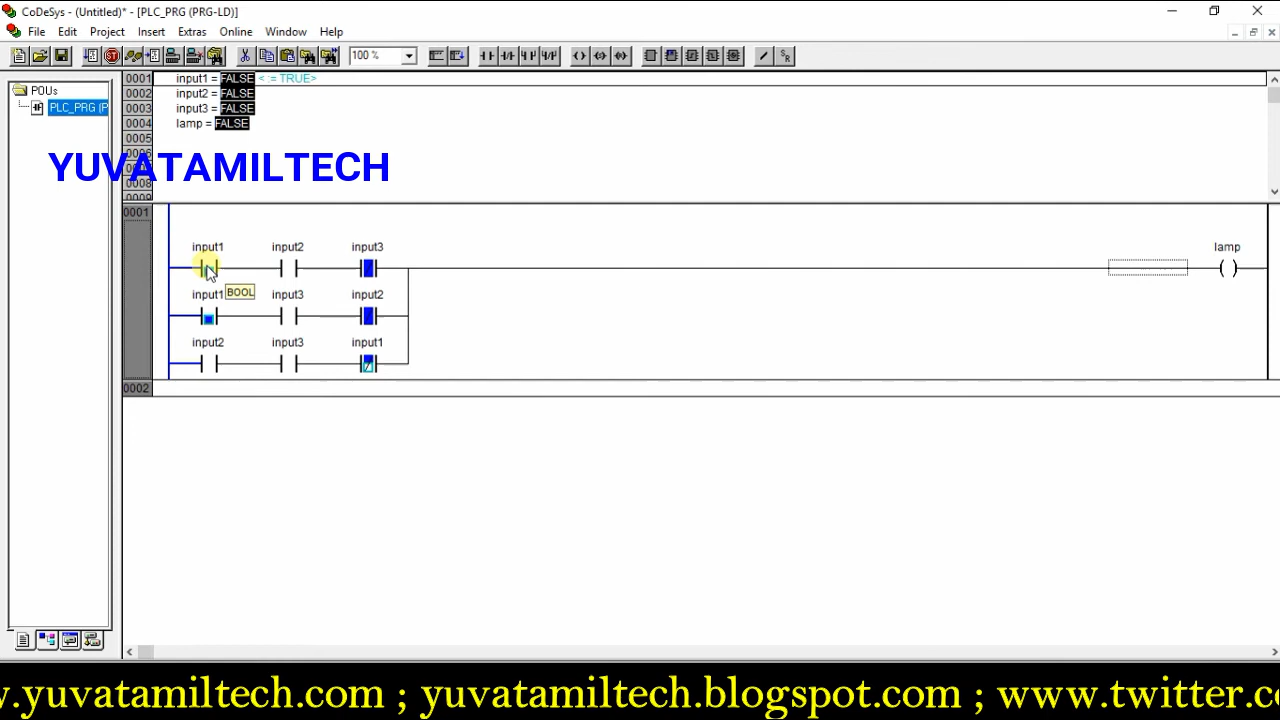 CoDeSys - (Untitled)* - [PLC_PRG (PRG-LD)]
File Edit Project Insert Extras Online Window Help
100 %
POUs
PLC_PRG (P
0001 input1 = FALSE < := TRUE>
0002 input2 = FALSE
0003 input3 = FALSE
0004 lamp = FALSE
0005
YUVATAMILTECH
0008
0001
input1 input2 input3 lamp
BOOL
input1 input3 input2
input2 input3 input1
0002
w.yuvatamiltech.com ; yuvatamiltech.blogspot.com ; www.twitter.co